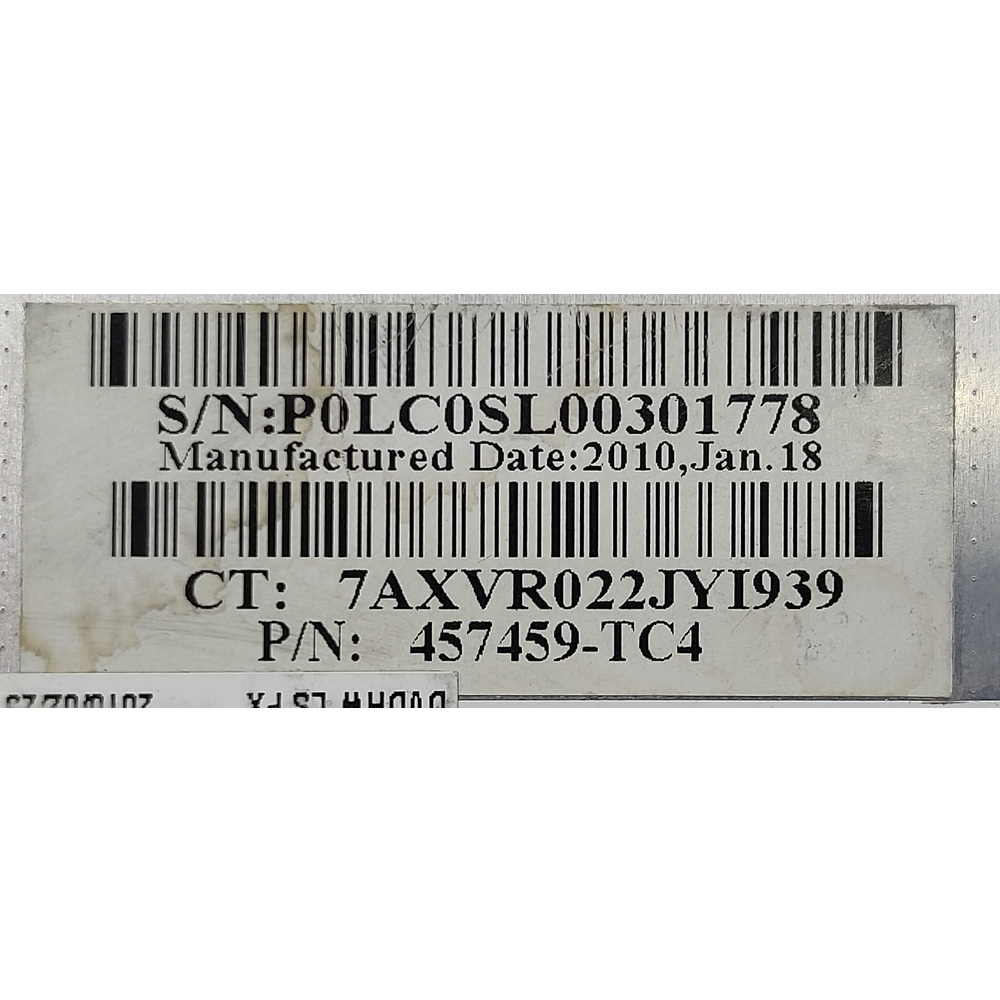 S/N:P0LC0SL00301778
Manufactured Date:2010,Jan.18
CT: 7AXVR022JYI939
P/N: 457459-TC4